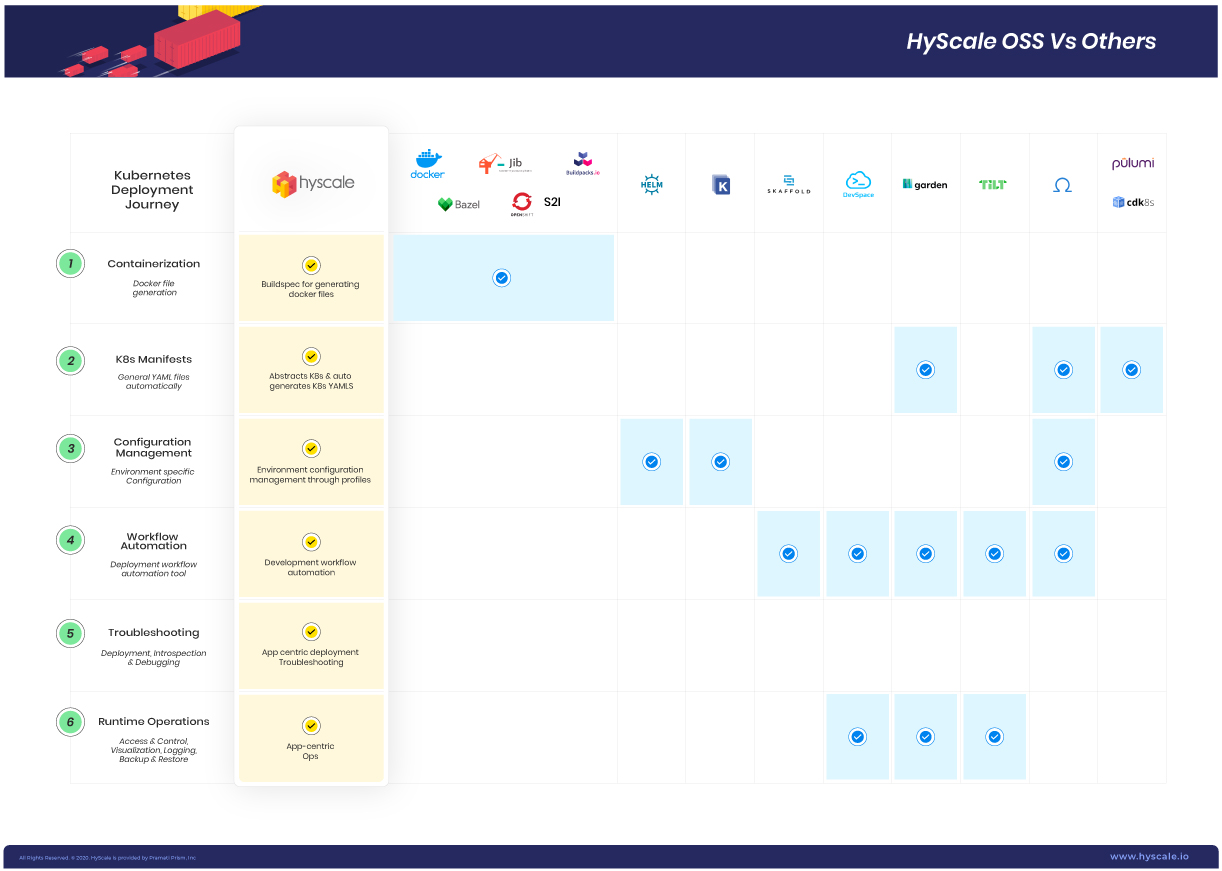 HyScale OSS Vs Others
Kubernetes
Deployment
Journey
hyscale
docker
Jib
Buildpacks.io
Bazel
OPENSHIFT
S2I
HELM
K
SKAFFOLD
DevSpace
garden
TILT
Ω
pulumi
cdk8s
1
Containerization
Docker file
generation
Buildspec for generating
docker files
2
K8s Manifests
General YAML files
automatically
Abstracts K8s & auto
generates K8s YAMLS
3
Configuration
Management
Environment specific
Configuration
Environment configuration
management through profiles
4
Workflow
Automation
Deployment workflow
automation tool
Development workflow
automation
5
Troubleshooting
Deployment, Introspection
& Debugging
App centric deployment
Troubleshooting
6
Runtime Operations
Access & Control,
Visualization, Logging,
Backup & Restore
App-centric
Ops
All Rights Reserved. © 2020. HyScale is provided by Pramati Prism, Inc
www.hyscale.io